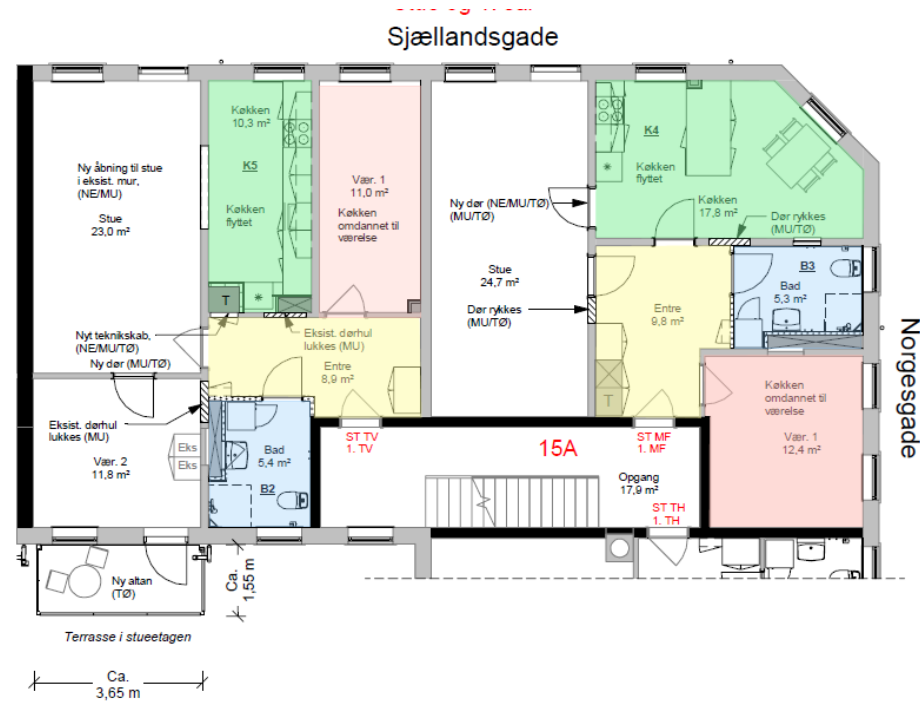 Sjællandsgade
Køkken
10,3 m²
K5
Køkken
flyttet
T
Vær. 1
11,0 m²
Køkken
omdannet til
værelse
Ny åbning til stue
i eksist. mur,
(NE/MU)
Stue
23,0 m²
Nyt teknikskab,
(NE/MU/TØ)
Ny dør (MU/TØ)
Eksist. dørhul
lukkes (MU)
Entre
8,9 m²
Eksist. dørhul
lukkes (MU)
Vær. 2
11,8 m²
Eks
Eks
Bad
5,4 m²
B2
Ny altan
(TØ)
Ca.
1,55 m
Terrasse i stueetagen
Ca.
3,65 m
Ny dør (NE/MU/TØ)
(MU/TØ)
Stue
24,7 m²
Dør rykkes
(MU/TØ)
K4
Køkken
flyttet
Køkken
17,8 m²
Dør rykkes
(MU/TØ)
Entre
9,8 m²
T
B3
Bad
5,3 m²
Køkken
omdannet til
værelse
Vær. 1
12,4 m²
ST TV
1. TV
15A
ST MF
1. MF
Opgang
17,9 m²
ST TH
1. TH
Norgesgade